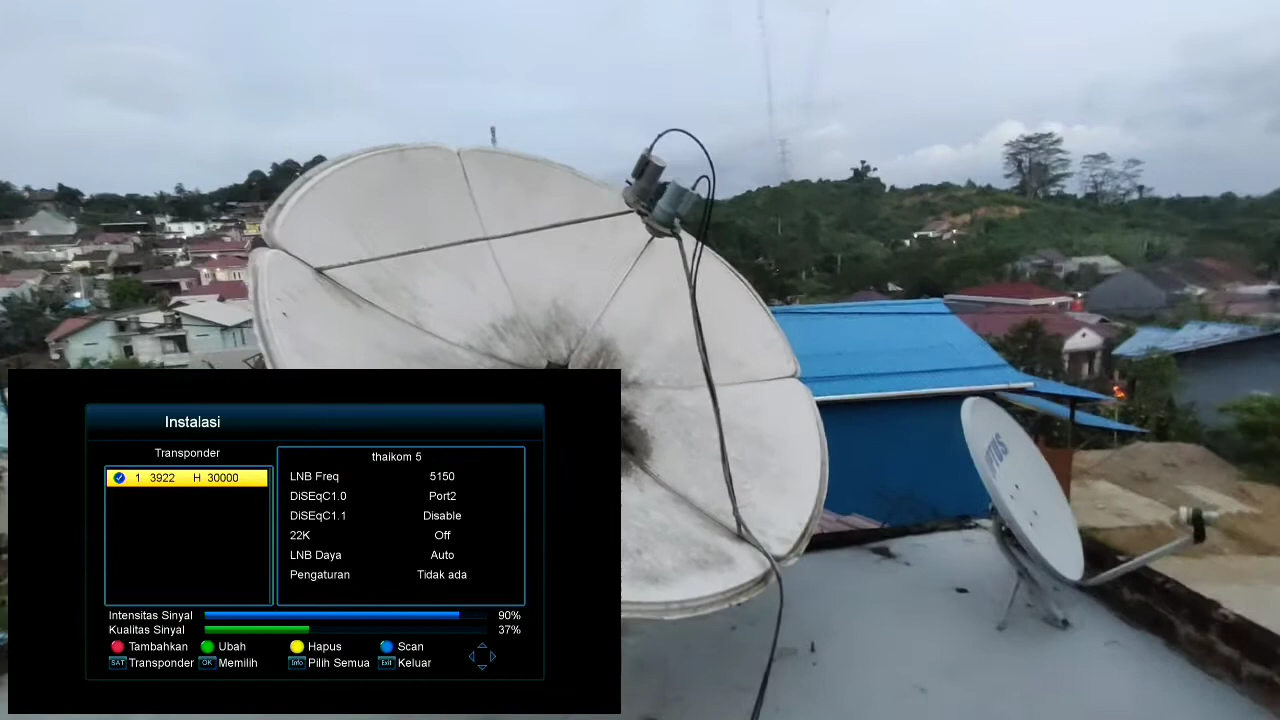 Instalasi
Transponder
1 3922 H 30000
thaikom 5
LNB Freq 5150
DiSEqC1.0 Port2
DiSEqC1.1 Disable
22K Off
LNB Daya Auto
Pengaturan Tidak ada
Intensitas Sinyal 90%
Kualitas Sinyal 37%
Tambahkan Ubah Hapus Scan
SAT Transponder OK Memilih Info Pilih Semua Exit Keluar